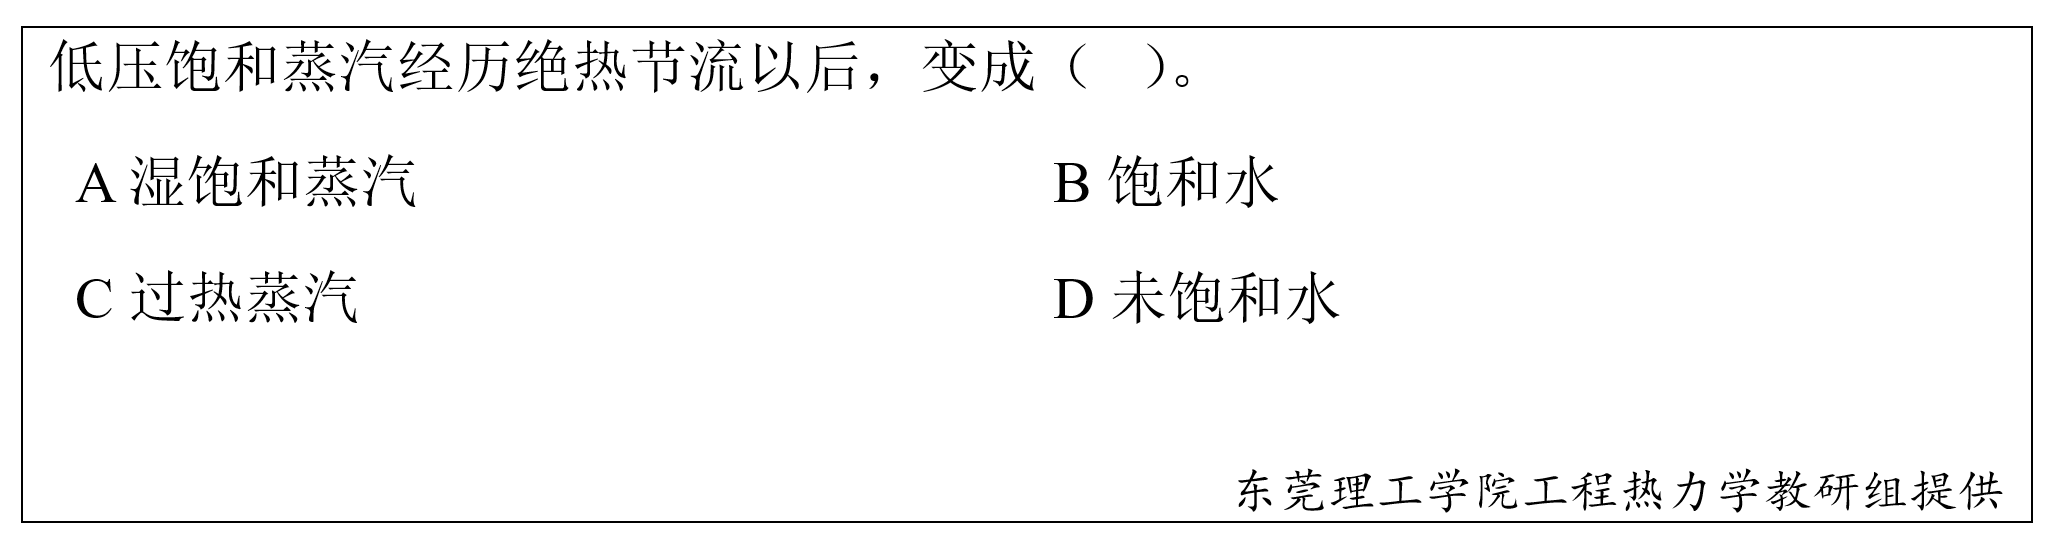 低压饱和蒸汽经历绝热节流以后，变成（ ）。
A 湿饱和蒸汽 B 饱和水
C 过热蒸汽 D 未饱和水
东莞理工学院工程热力学教研组提供